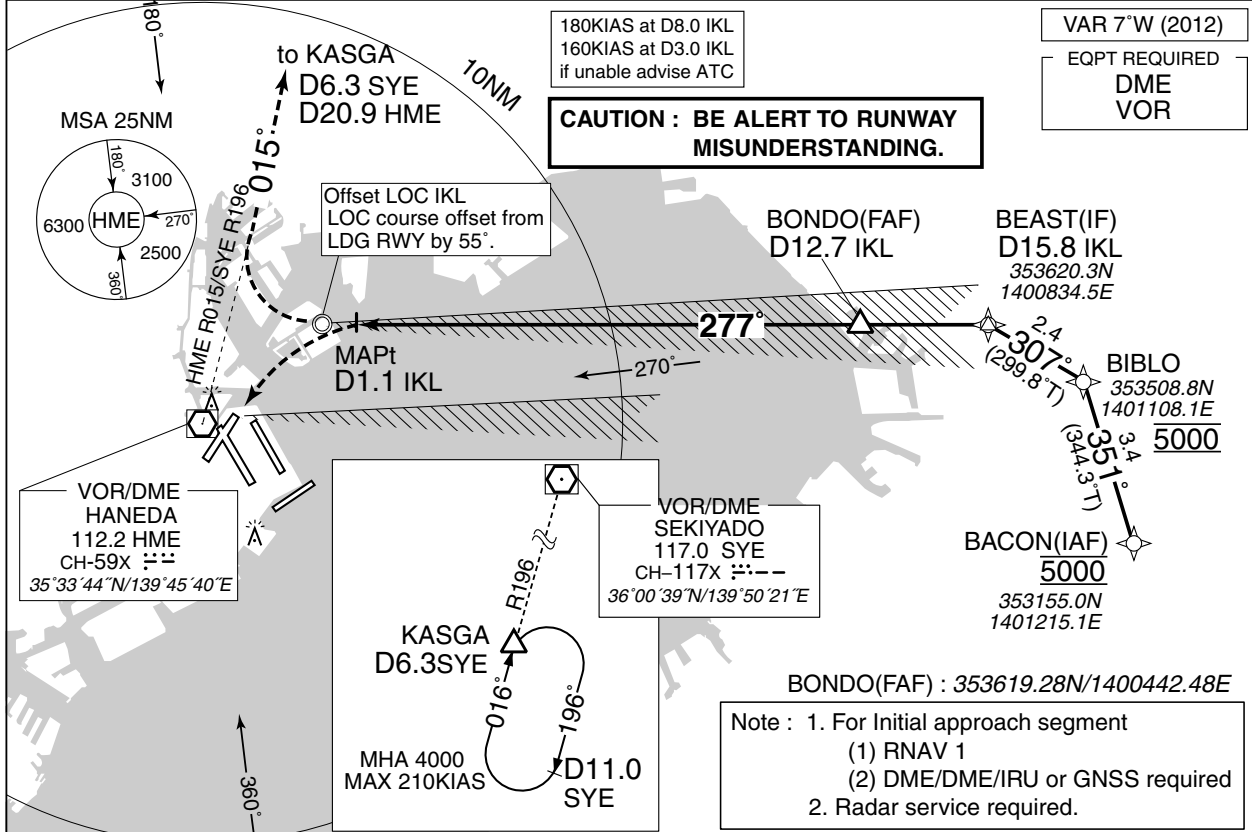 180°
to KASGA
D6.3 SYE
D20.9 HME
015°
HME R015/SYE R196
10NM
180KIAS at D8.0 IKL
160KIAS at D3.0 IKL
if unable advise ATC
VAR 7°W (2012)
EQPT REQUIRED
DME
VOR
CAUTION : BE ALERT TO RUNWAY
MISUNDERSTANDING.
MSA 25NM
180°
3100
6300
HME
270°
2500
360°
Offset LOC IKL
LOC course offset from
LDG RWY by 55°.
BONDO(FAF)
D12.7 IKL
BEAST(IF)
D15.8 IKL
353620.3N
1400834.5E
277°
MAPt
D1.1 IKL
270°
2.4
307°
(299.8°T)
BIBLO
353508.8N
1401108.1E
5000
3.4
351°
(344.3°T)
BACON(IAF)
5000
353155.0N
1401215.1E
VOR/DME
HANEDA
112.2 HME
CH-59X
35°33´44˝N/139°45´40˝E
VOR/DME
SEKIYADO
117.0 SYE
CH–117X
36°00´39˝N/139°50´21˝E
R196
KASGA
D6.3SYE
016°
196°
MHA 4000
MAX 210KIAS
D11.0
SYE
360°
BONDO(FAF) : 353619.28N/1400442.48E
Note : 1. For Initial approach segment
(1) RNAV 1
(2) DME/DME/IRU or GNSS required
2. Radar service required.